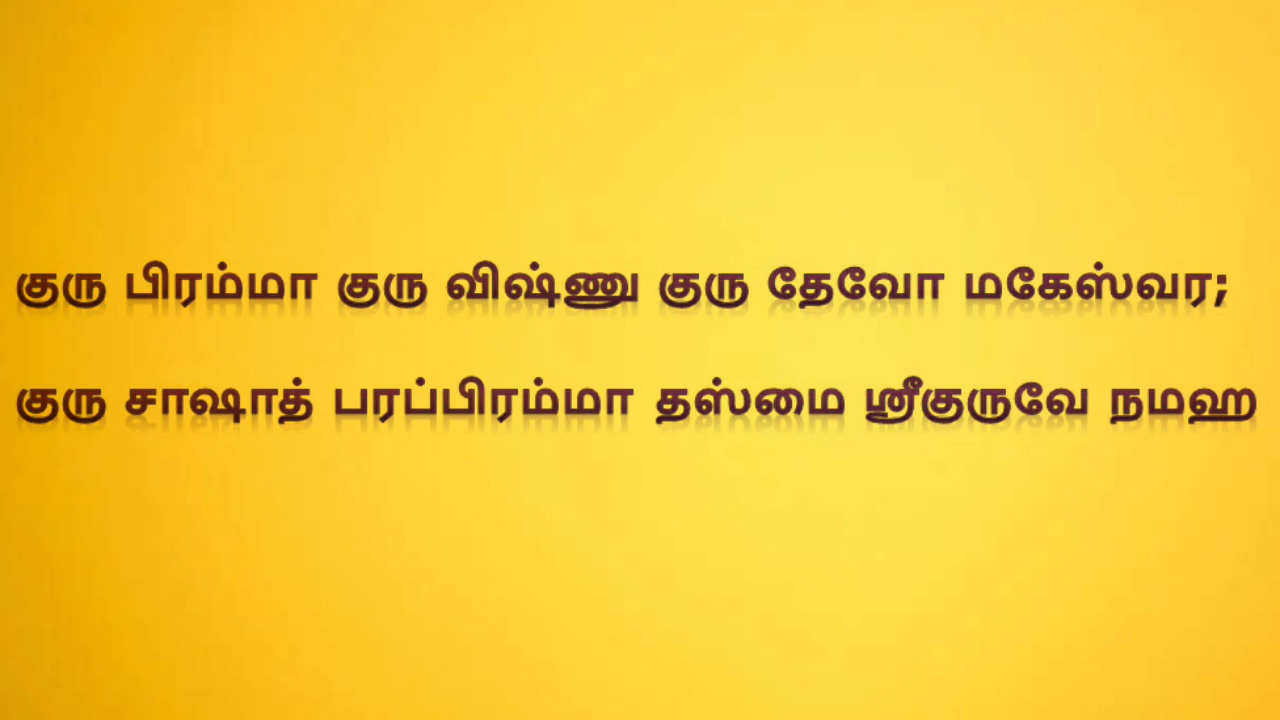 குரு பிரம்மா குரு விஷ்ணு குரு தேவோ மகேஸ்வர;
குரு சாஷாத் பரப்பிரம்மா தஸ்மை ஸ்ரீகுருவே நமஹ